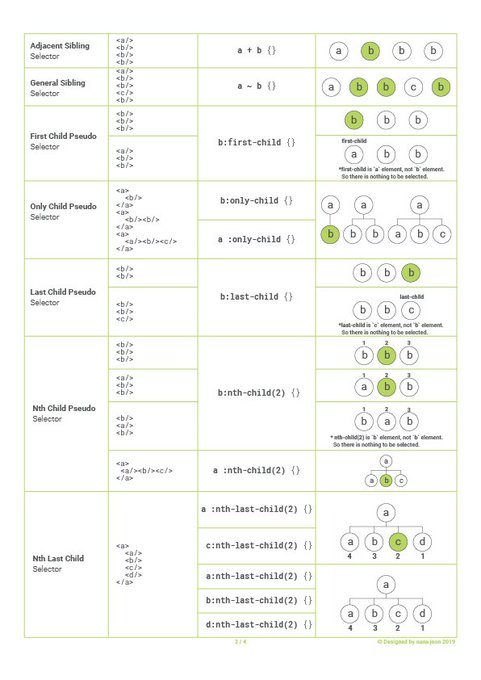 Adjacent Sibling
Selector
<a/>
<b/>
<b/>
<b/>
a + b {}
a b b b
General Sibling
Selector
<a/>
<b/>
<b/>
<c/>
<b/>
a ~ b {}
a b b c b
First Child Pseudo
Selector
<b/>
<b/>
<b/>
<a/>
<b/>
<b/>
b:first-child {}
b b b
first-child
a b b
*first-child is `a` element, not `b` element.
So there is nothing to be selected.
Only Child Pseudo
Selector
<a>
<b/>
</a>
<a>
<b/><b/>
</a>
<a>
<a/><b/><c/>
</a>
b:only-child {}
a :only-child {}
a a a
b b b a b c
Last Child Pseudo
Selector
<b/>
<b/>
<b/>
<b/>
<c/>
b:last-child {}
b b b
last-child
b b c
*last-child is `c` element, not `b` element.
So there is nothing to be selected.
Nth Child Pseudo
Selector
<b/>
<b/>
<b/>
<a/>
<b/>
<b/>
<b/>
<a/>
<b/>
b:nth-child(2) {}
1 2 3
b b b
1 2 3
a b b
1 2 3
b a b
* nth-child(2) is `b` element, not `b` element.
So there is nothing to be selected.
<a>
<a/><b/><c/>
</a>
a :nth-child(2) {}
a
a b c
Nth Last Child
Selector
<a>
<a/>
<b/>
<c/>
<d/>
</a>
a :nth-last-child(2) {}
c:nth-last-child(2) {}
a:nth-last-child(2) {}
b:nth-last-child(2) {}
d:nth-last-child(2) {}
a
a b c d
4 3 2 1
a
a b c d
4 3 2 1
2 / 4
© Designed by nana-json 2019